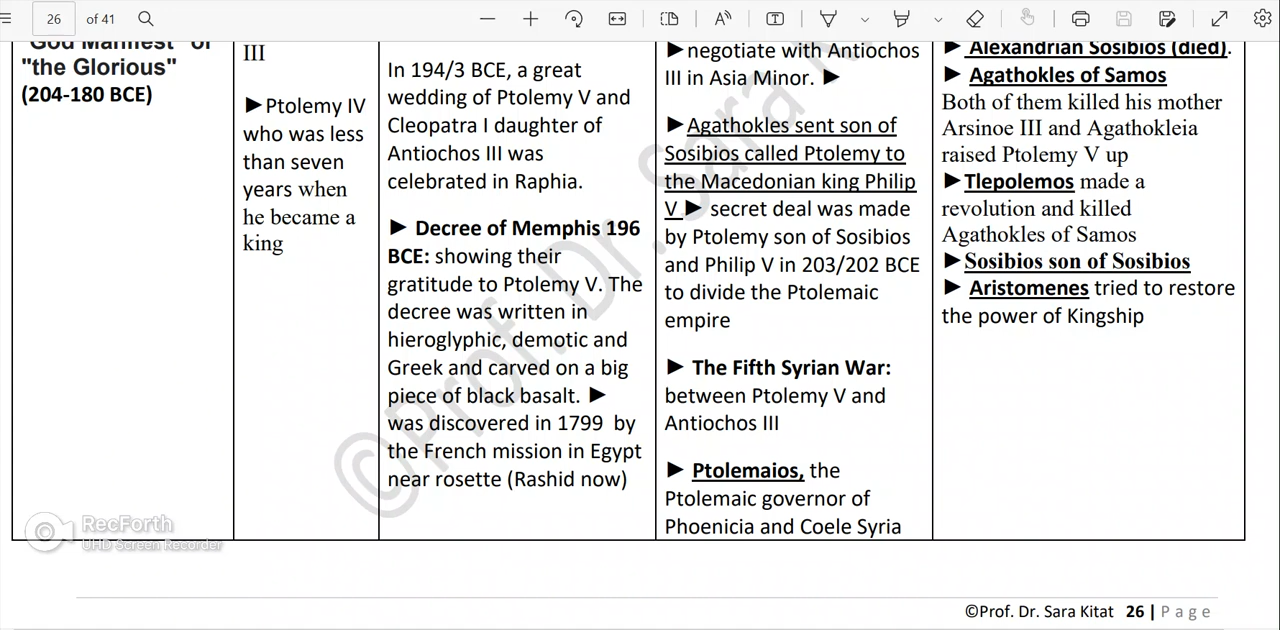 26 of 41
"God Manifest" or
"the Glorious"
(204-180 BCE)
III
►Ptolemy IV
who was less
than seven
years when
he became a
king
In 194/3 BCE, a great
wedding of Ptolemy V and
Cleopatra I daughter of
Antiochos III was
celebrated in Raphia.
► Decree of Memphis 196
BCE: showing their
gratitude to Ptolemy V. The
decree was written in
hieroglyphic, demotic and
Greek and carved on a big
piece of black basalt. ►
was discovered in 1799 by
the French mission in Egypt
near rosette (Rashid now)
►negotiate with Antiochos
III in Asia Minor. ►
►Agathokles sent son of
Sosibios called Ptolemy to
the Macedonian king Philip
V ► secret deal was made
by Ptolemy son of Sosibios
and Philip V in 203/202 BCE
to divide the Ptolemaic
empire
► The Fifth Syrian War:
between Ptolemy V and
Antiochos III
► Ptolemaios, the
Ptolemaic governor of
Phoenicia and Coele Syria
► Alexandrian Sosibios (died).
► Agathokles of Samos
Both of them killed his mother
Arsinoe III and Agathokleia
raised Ptolemy V up
►Tlepolemos made a
revolution and killed
Agathokles of Samos
►Sosibios son of Sosibios
► Aristomenes tried to restore
the power of Kingship
©Prof. Dr. Sara
RecForth
UHD Screen Recorder
©Prof. Dr. Sara Kitat 26 | Page